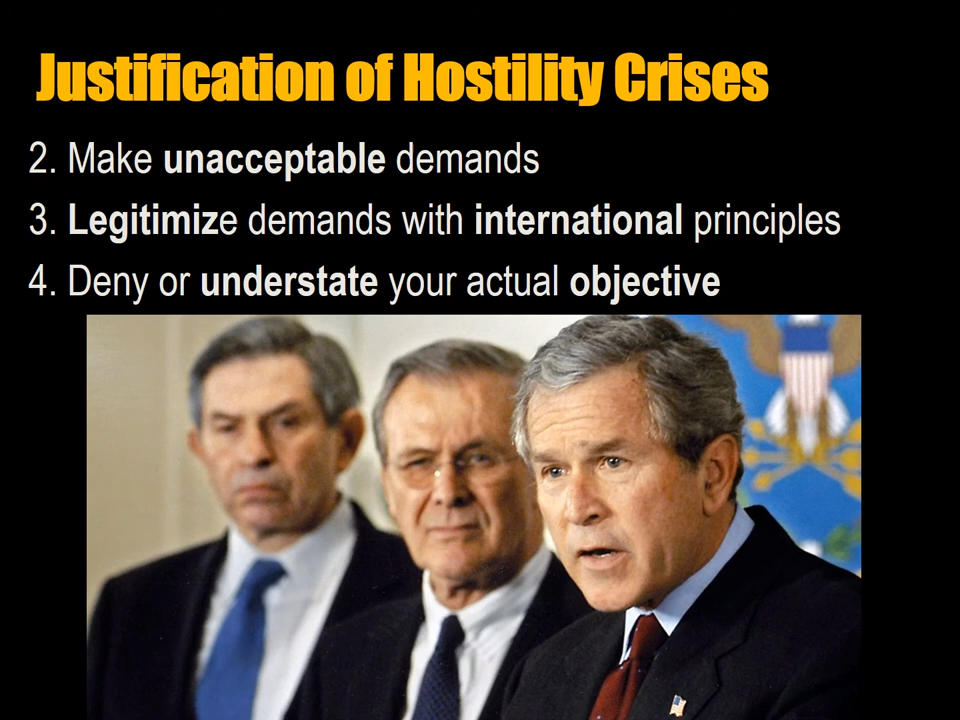 Justification of Hostility Crises
2. Make unacceptable demands
3. Legitimize demands with international principles
4. Deny or understate your actual objective